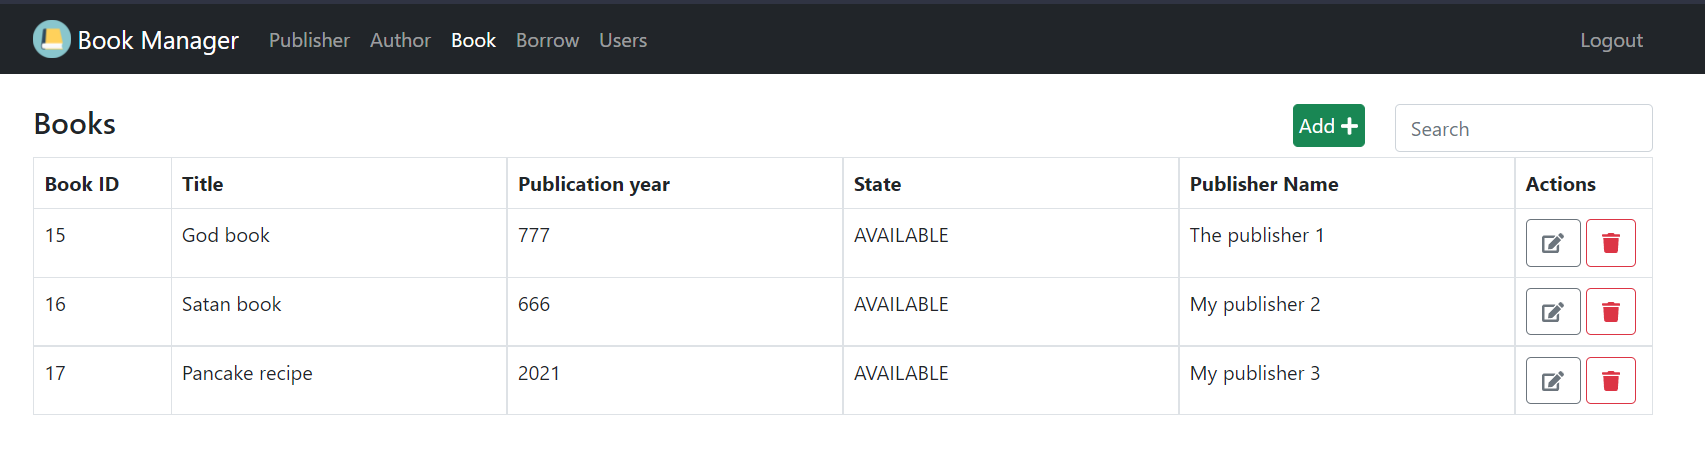 Book Manager Publisher Author Book Borrow Users Logout
Books Add Search
Book ID Title Publication year State Publisher Name Actions
15 God book 777 AVAILABLE The publisher 1
16 Satan book 666 AVAILABLE My publisher 2
17 Pancake recipe 2021 AVAILABLE My publisher 3